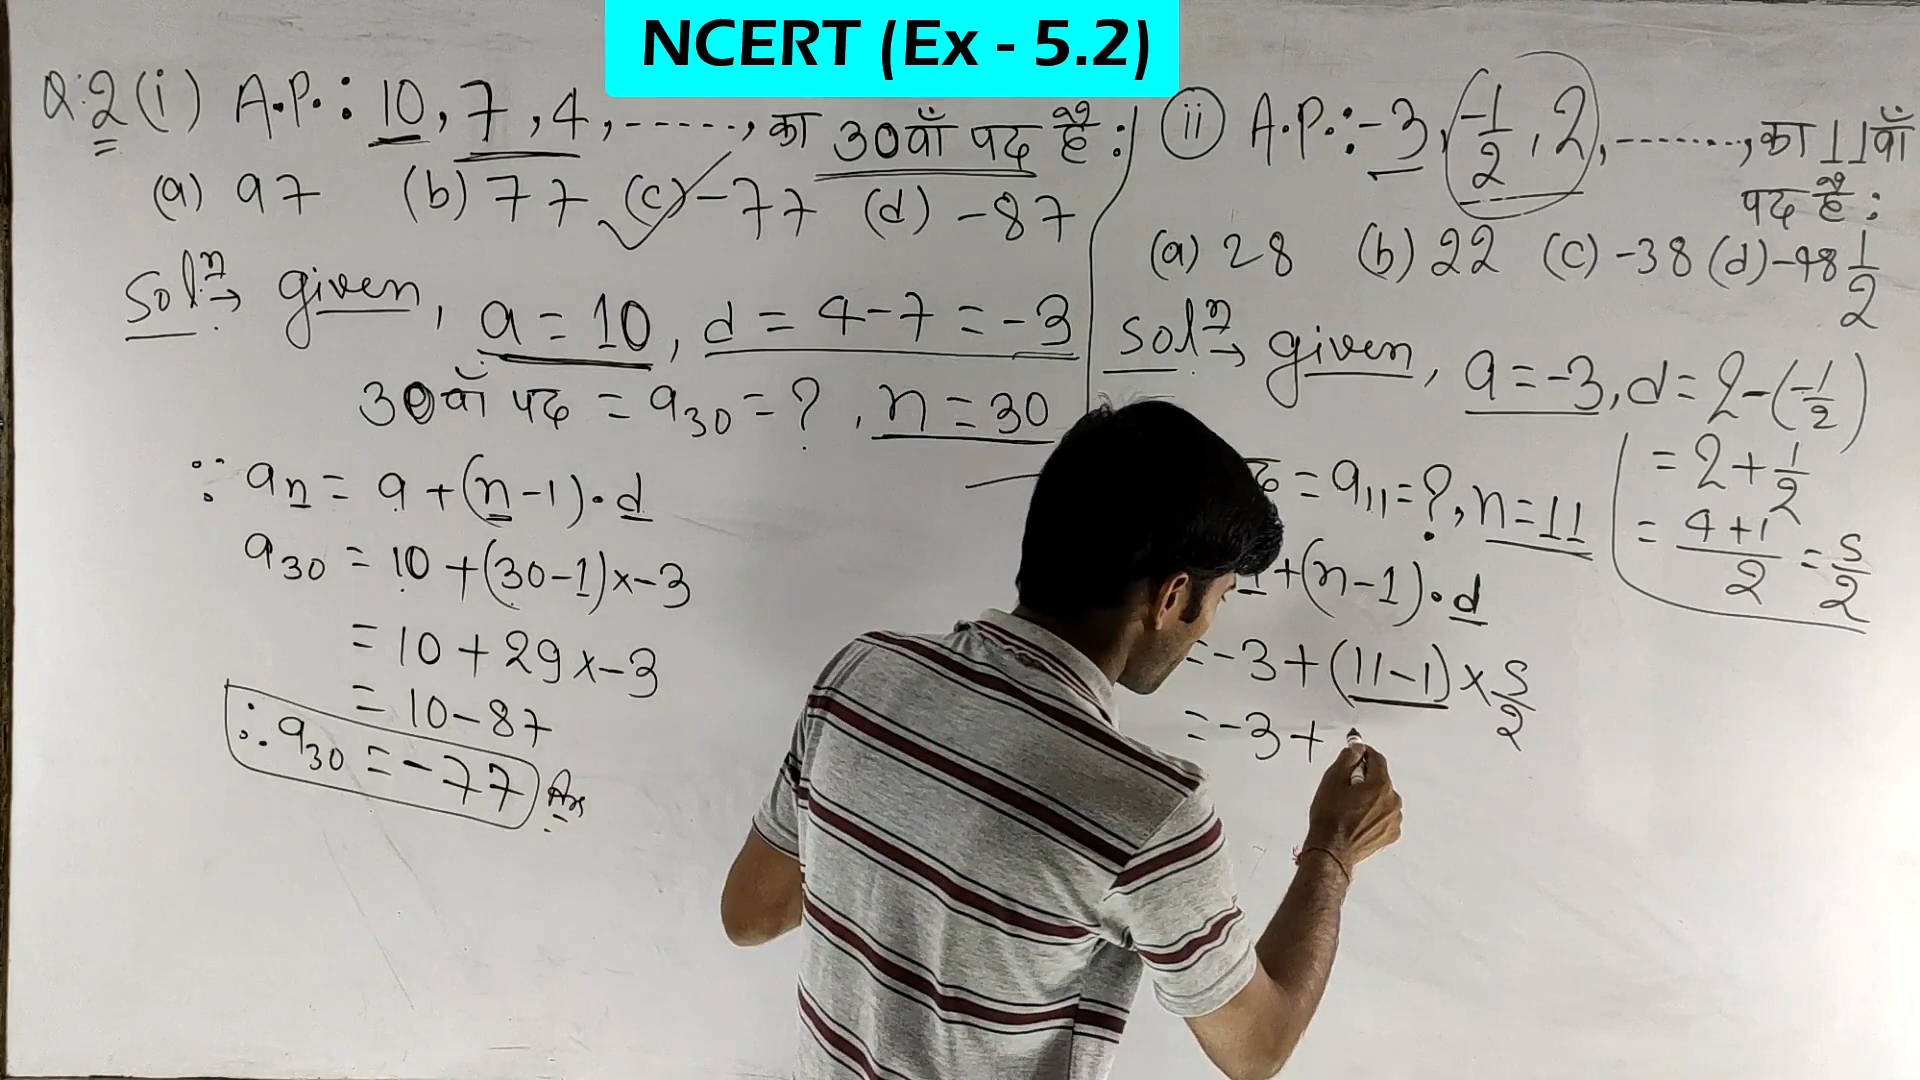 NCERT (Ex - 5.2)
Q.2 (i) A.P.: 10, 7, 4, ......, का 30वाँ पद है:
(a) 97 (b) 77 (c) -77 (d) -87
Solⁿ→ given, a = 10, d = 4-7 = -3
30वाँ पद = a₃₀ = ?, n = 30
∵ aₙ = a + (n-1)·d
a₃₀ = 10 + (30-1)×-3
= 10 + 29×-3
= 10-87
∴ a₃₀ = -77 Ans
(ii) A.P.: -3, -1/2, 2, ......., का 11वाँ
पद है:
(a) 28 (b) 22 (c) -38 (d) -48 1/2
Solⁿ→ given, a = -3, d = 2-(-1/2)
= 2 + 1/2
= (4+1)/2 = 5/2
= a₁₁ = ?, n = 11
+ (n-1)·d
= -3 + (11-1) × 5/2
= -3 +